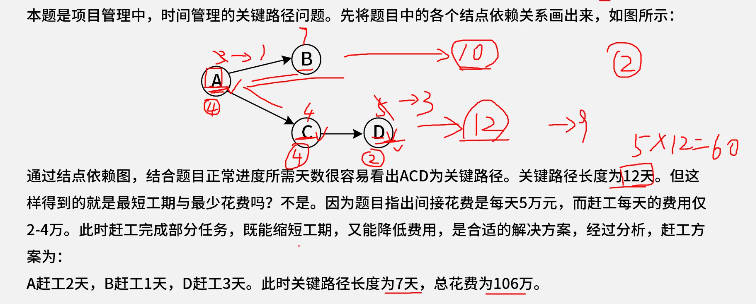 本题是项目管理中，时间管理的关键路径问题。先将题目中的各个结点依赖关系画出来，如图所示：
3→1 B 7 10 ②
A ④
C 4 ④ D 5→3 ② 12 →9
5×12=60
通过结点依赖图，结合题目正常进度所需天数很容易看出ACD为关键路径。关键路径长度为12天。但这
样得到的就是最短工期与最少花费吗？不是。因为题目指出间接花费是每天5万元，而赶工每天的费用仅
2-4万。此时赶工完成部分任务，既能缩短工期，又能降低费用，是合适的解决方案，经过分析，赶工方
案为：
A赶工2天，B赶工1天，D赶工3天。此时关键路径长度为7天，总花费为106万。